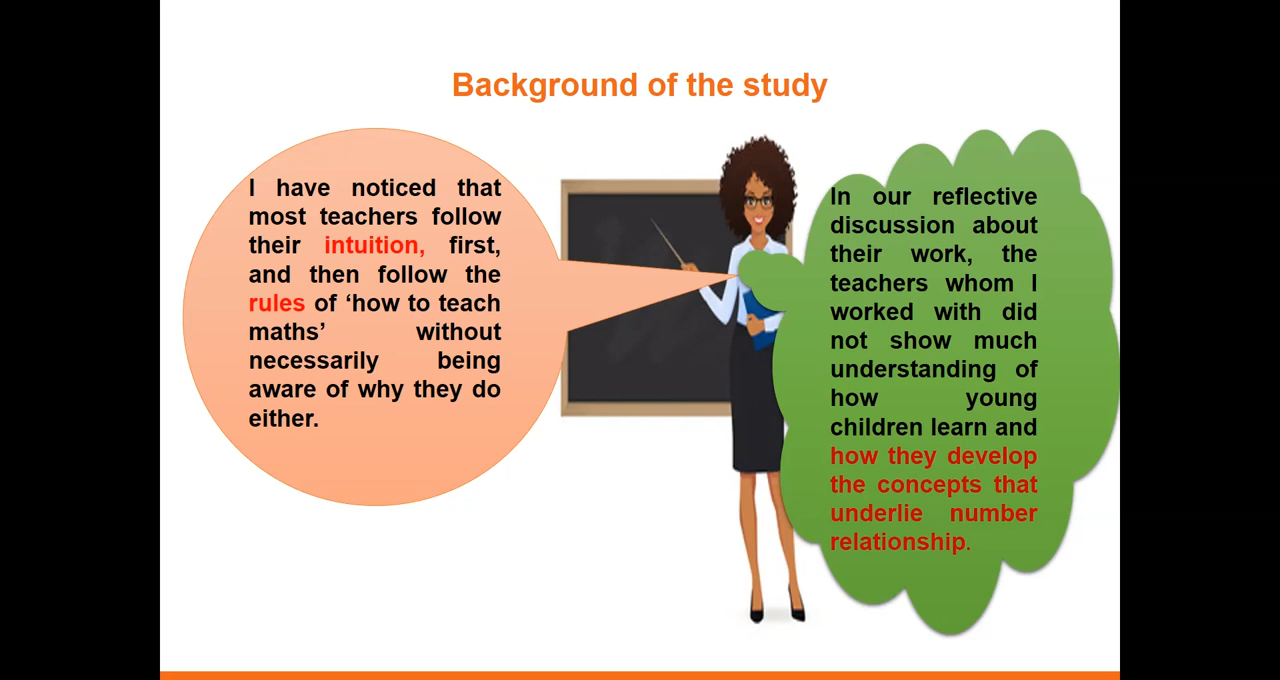 Background of the study
I have noticed that
most teachers follow
their intuition, first,
and then follow the
rules of ‘how to teach
maths’ without
necessarily being
aware of why they do
either.
In our reflective
discussion about
their work, the
teachers whom I
worked with did
not show much
understanding of
how young
children learn and
how they develop
the concepts that
underlie number
relationship.